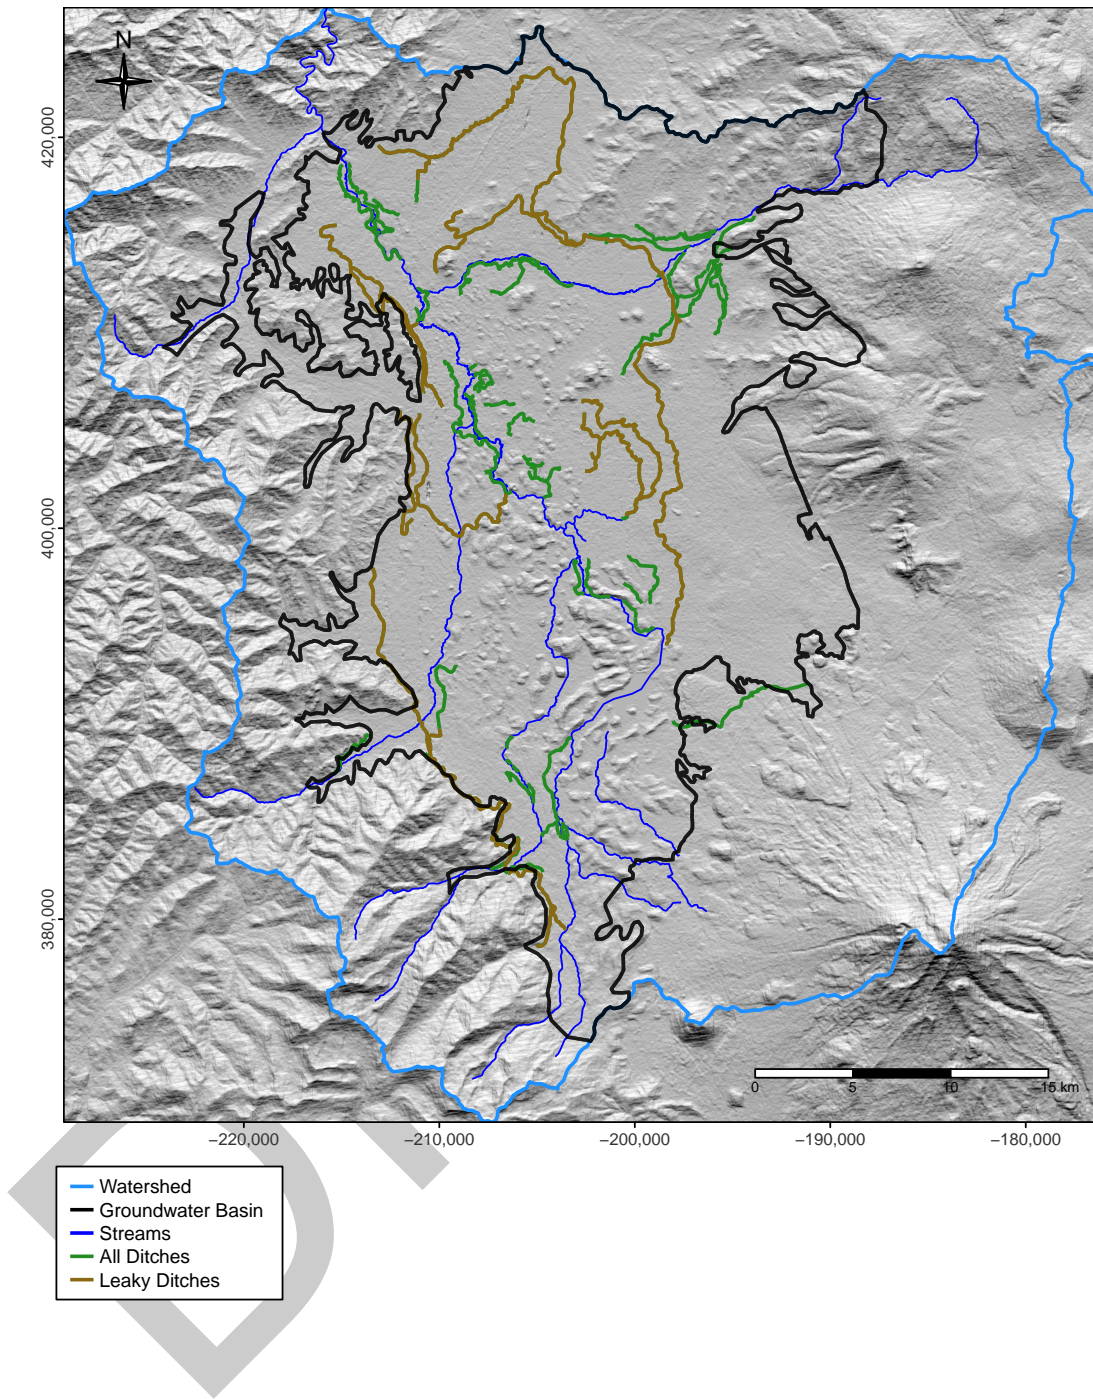 N
420,000
400,000
380,000
0 5 10 15 km
−220,000 −210,000 −200,000 −190,000 −180,000
Watershed
Groundwater Basin
Streams
All Ditches
Leaky Ditches